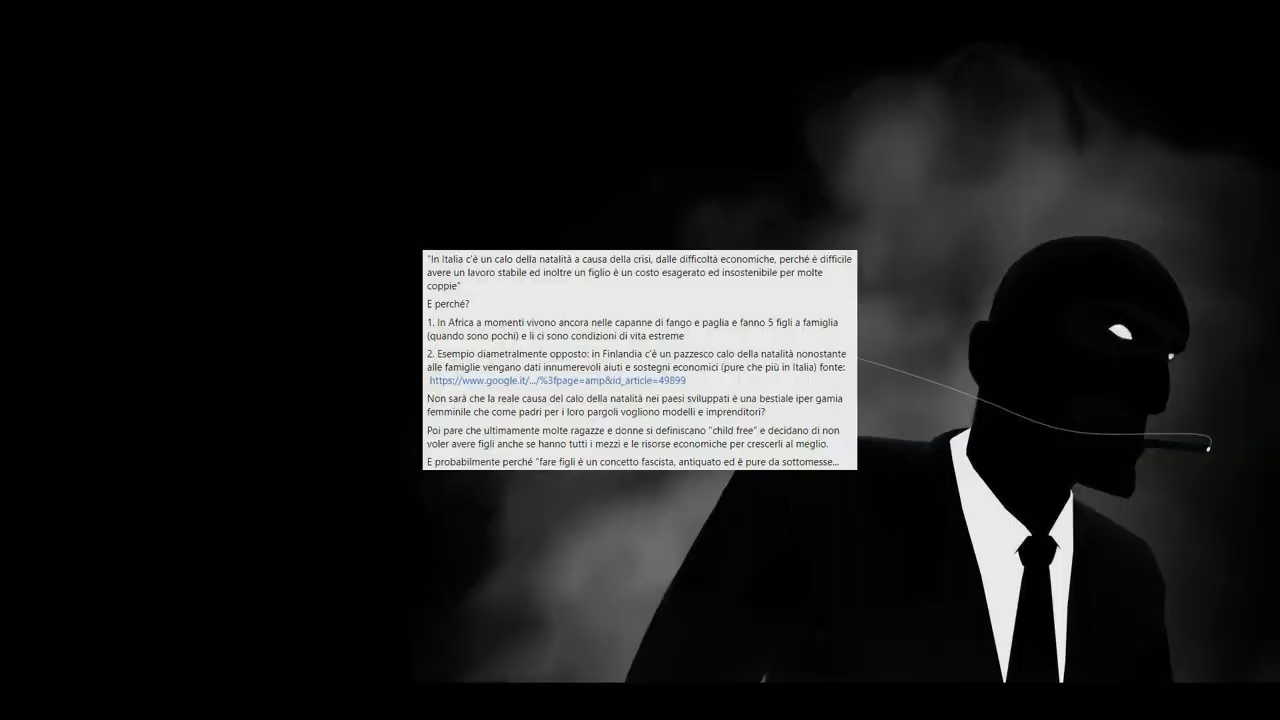 "In Italia c'è un calo della natalità a causa della crisi, dalle difficoltà economiche, perché è difficile
avere un lavoro stabile ed inoltre un figlio è un costo esagerato ed insostenibile per molte
coppie"
E perché?
1. In Africa a momenti vivono ancora nelle capanne di fango e paglia e fanno 5 figli a famiglia
(quando sono pochi) e li ci sono condizioni di vita estreme
2. Esempio diametralmente opposto: in Finlandia c'è un pazzesco calo della natalità nonostante
alle famiglie vengano dati innumerevoli aiuti e sostegni economici (pure che più in Italia) fonte:
https://www.google.it/.../%3fpage=amp&id_article=49899
Non sarà che la reale causa del calo della natalità nei paesi sviluppati è una bestiale iper gamia
femminile che come padri per i loro pargoli vogliono modelli e imprenditori?
Poi pare che ultimamente molte ragazze e donne si definiscano "child free" e decidano di non
voler avere figli anche se hanno tutti i mezzi e le risorse economiche per crescerli al meglio.
E probabilmente perché "fare figli è un concetto fascista, antiquato ed è pure da sottomesse...